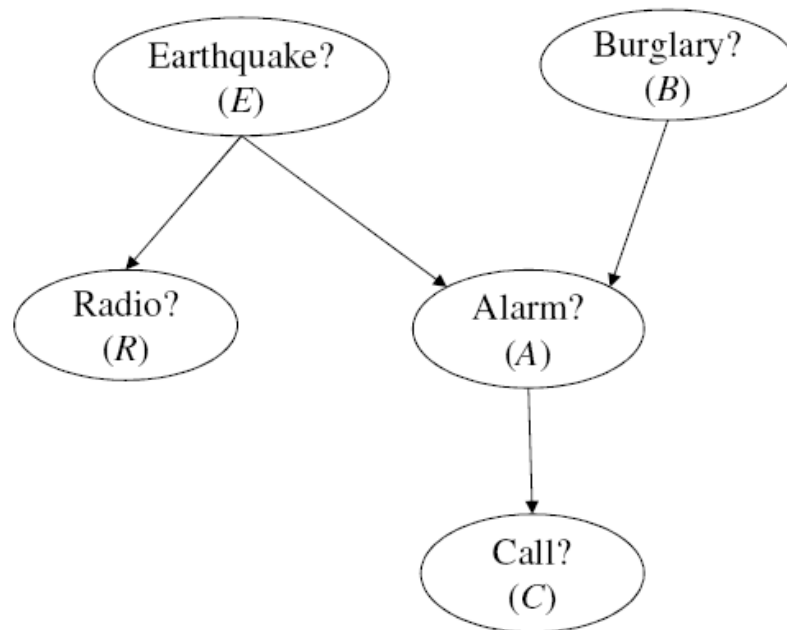 Earthquake?
(E)
Burglary?
(B)
Radio?
(R)
Alarm?
(A)
Call?
(C)